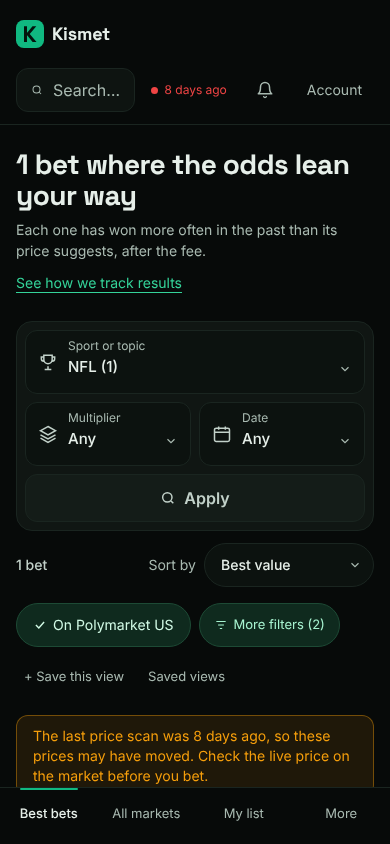 Kismet
Search...
8 days ago
Account
1 bet where the odds lean
your way
Each one has won more often in the past than its
price suggests, after the fee.
See how we track results
Sport or topic
NFL (1)
Multiplier
Any
Date
Any
Apply
1 bet
Sort by
Best value
On Polymarket US
More filters (2)
+ Save this view
Saved views
The last price scan was 8 days ago, so these
prices may have moved. Check the live price on
the market before you bet.
Best bets
All markets
My list
More